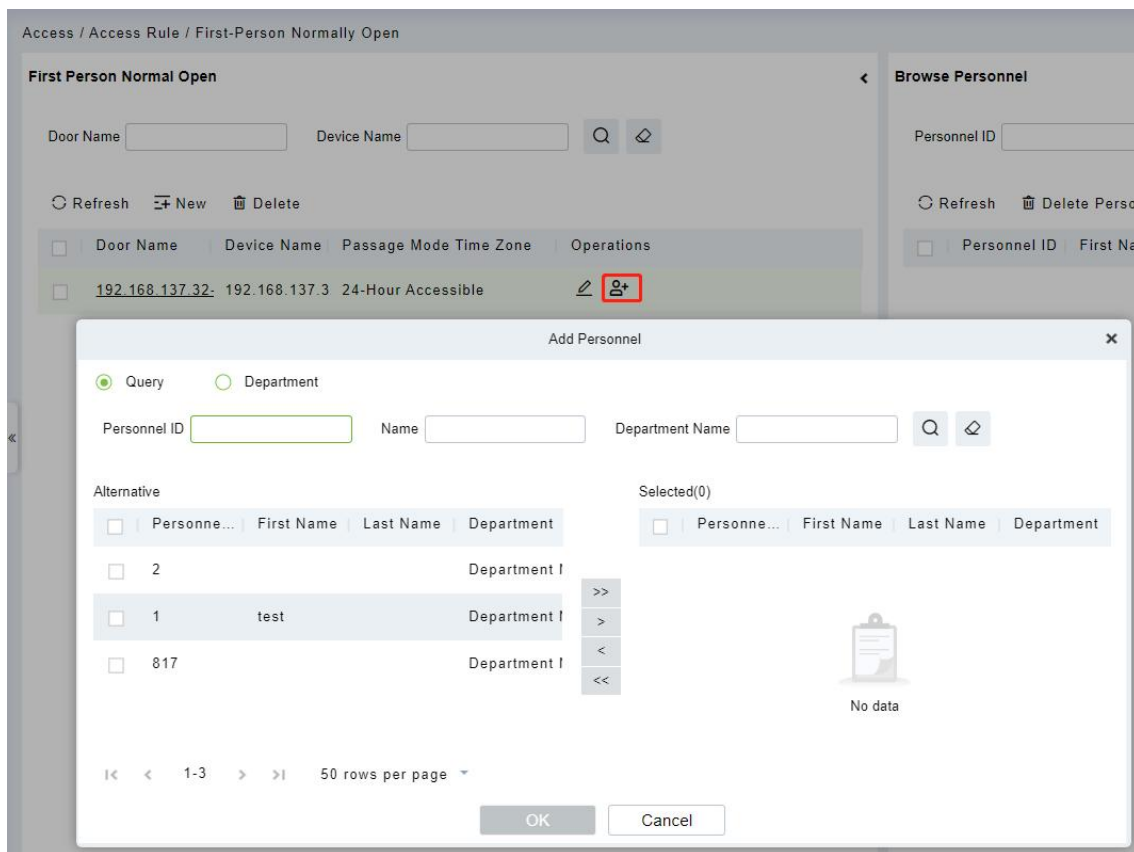 Access / Access Rule / First-Person Normally Open
First Person Normal Open
Browse Personnel
Door Name
Device Name
Personnel ID
Refresh New Delete
Refresh Delete Perso
Door Name Device Name Passage Mode Time Zone Operations
Personnel ID First Na
192.168.137.32- 192.168.137.3 24-Hour Accessible
Add Personnel
Query Department
Personnel ID Name Department Name
Alternative
Selected(0)
Personne... First Name Last Name Department
Personne... First Name Last Name Department
2 Department N
1 test Department N
817 Department N
>>
>
<
<<
No data
1-3 50 rows per page
OK Cancel